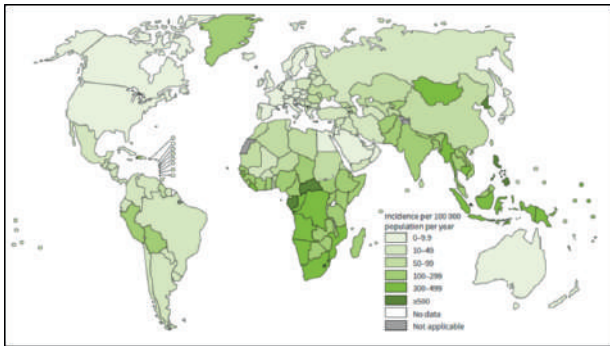 Incidence per 100 000
population per year
0–9.9
10–49
50–99
100–299
300–499
≥500
No data
Not applicable